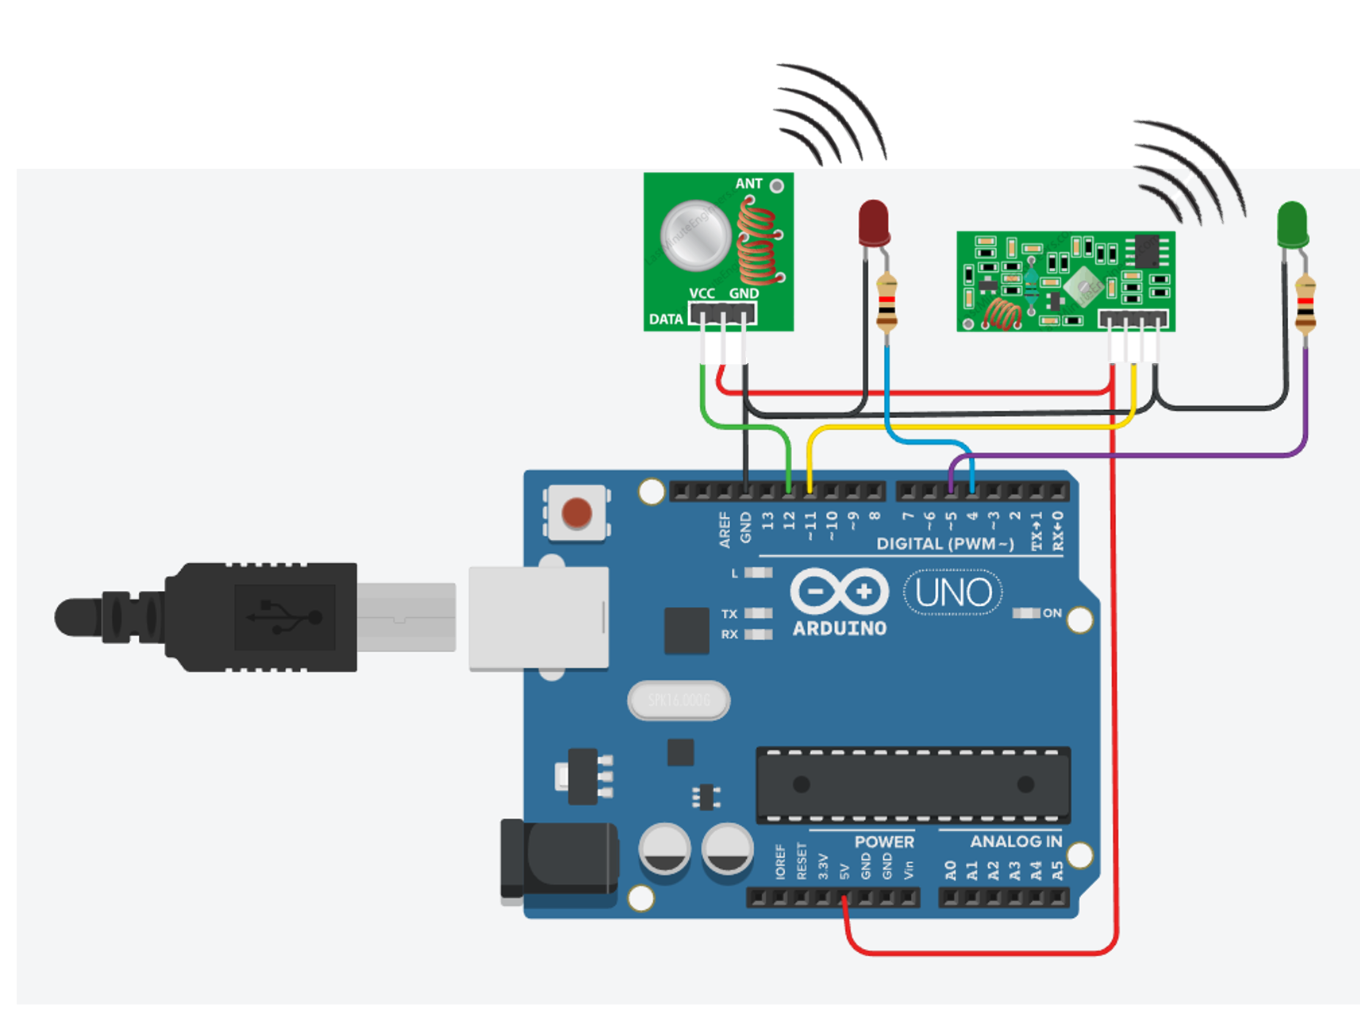 ANT
VCC GND
DATA
AREF
GND
13
12
~11
~10
~9
8
7
~6
~5
4
~3
2
TX→1
RX←0
DIGITAL (PWM~)
L
TX
RX
UNO
ON
ARDUINO
SPK16.000G
POWER
ANALOG IN
IOREF
RESET
3.3V
5V
GND
GND
Vin
A0
A1
A2
A3
A4
A5